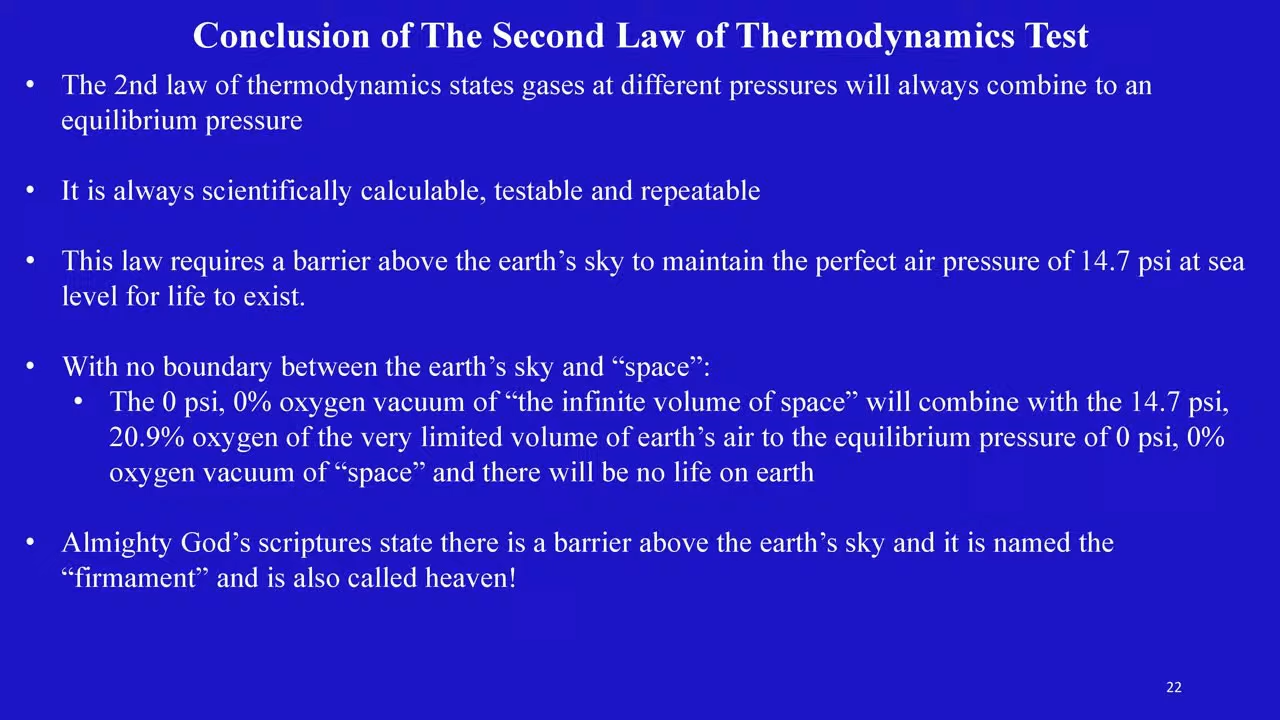 Conclusion of The Second Law of Thermodynamics Test
• The 2nd law of thermodynamics states gases at different pressures will always combine to an
equilibrium pressure
• It is always scientifically calculable, testable and repeatable
• This law requires a barrier above the earth’s sky to maintain the perfect air pressure of 14.7 psi at sea
level for life to exist.
• With no boundary between the earth’s sky and “space”:
• The 0 psi, 0% oxygen vacuum of “the infinite volume of space” will combine with the 14.7 psi,
20.9% oxygen of the very limited volume of earth’s air to the equilibrium pressure of 0 psi, 0%
oxygen vacuum of “space” and there will be no life on earth
• Almighty God’s scriptures state there is a barrier above the earth’s sky and it is named the
“firmament” and is also called heaven!
22